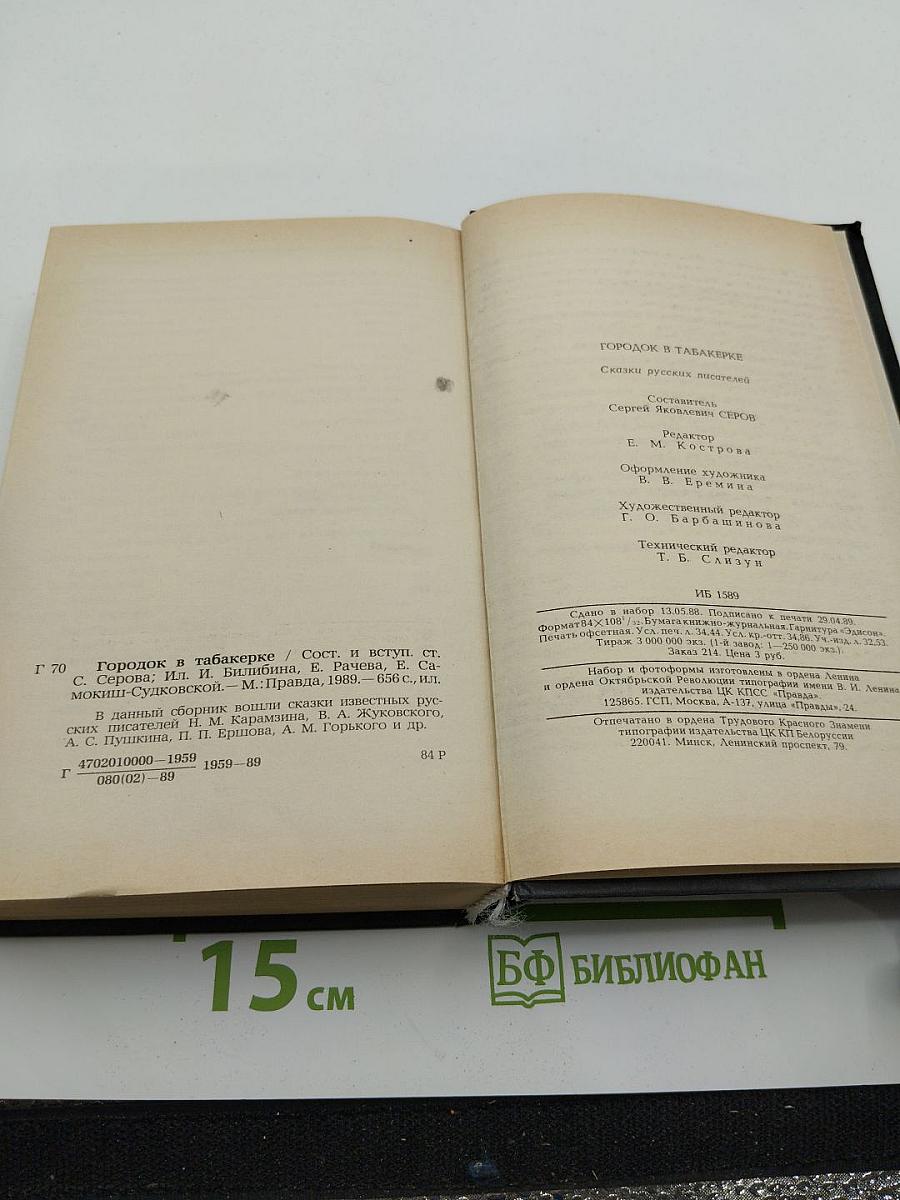 Г 70 Городок в табакерке / Сост. и вступ. ст.
С. Серова; Ил. И. Билибина, Е. Рачева, Е. Са-
мокиш-Судковской.— М.: Правда, 1989.— 656 с., ил.
В данный сборник вошли сказки известных рус-
ских писателей Н. М. Карамзина, В. А. Жуковского,
А. С. Пушкина, П. П. Ершова, А. М. Горького и др.
Г 4702010000—1959 1959—89
080(02)—89
84 Р
ГОРОДОК В ТАБАКЕРКЕ
Сказки русских писателей
Составитель
Сергей Яковлевич СЕРОВ
Редактор
Е. М. Кострова
Оформление художника
В. В. Еремина
Художественный редактор
Г. О. Барбашинова
Технический редактор
Т. Б. Слизун
ИБ 1589
Сдано в набор 13.05.88. Подписано к печати 29.04.89.
Формат 84×108¹/₃₂. Бумага книжно-журнальная. Гарнитура «Эдисон».
Печать офсетная. Усл. печ. л. 34,44. Усл. кр.-отт. 34,86. Уч.-изд. л. 32,53.
Тираж 3 000 000 экз. (1-й завод: 1—250 000 экз.).
Заказ 214. Цена 3 руб.
Набор и фотоформы изготовлены в ордена Ленина
и ордена Октябрьской Революции типографии имени В. И. Ленина
издательства ЦК КПСС «Правда».
125865. ГСП, Москва, А-137, улица «Правды», 24.
Отпечатано в ордена Трудового Красного Знамени
типографии издательства ЦК КП Белоруссии
220041. Минск, Ленинский проспект, 79.
15 см
БФ БИБЛИОФАН